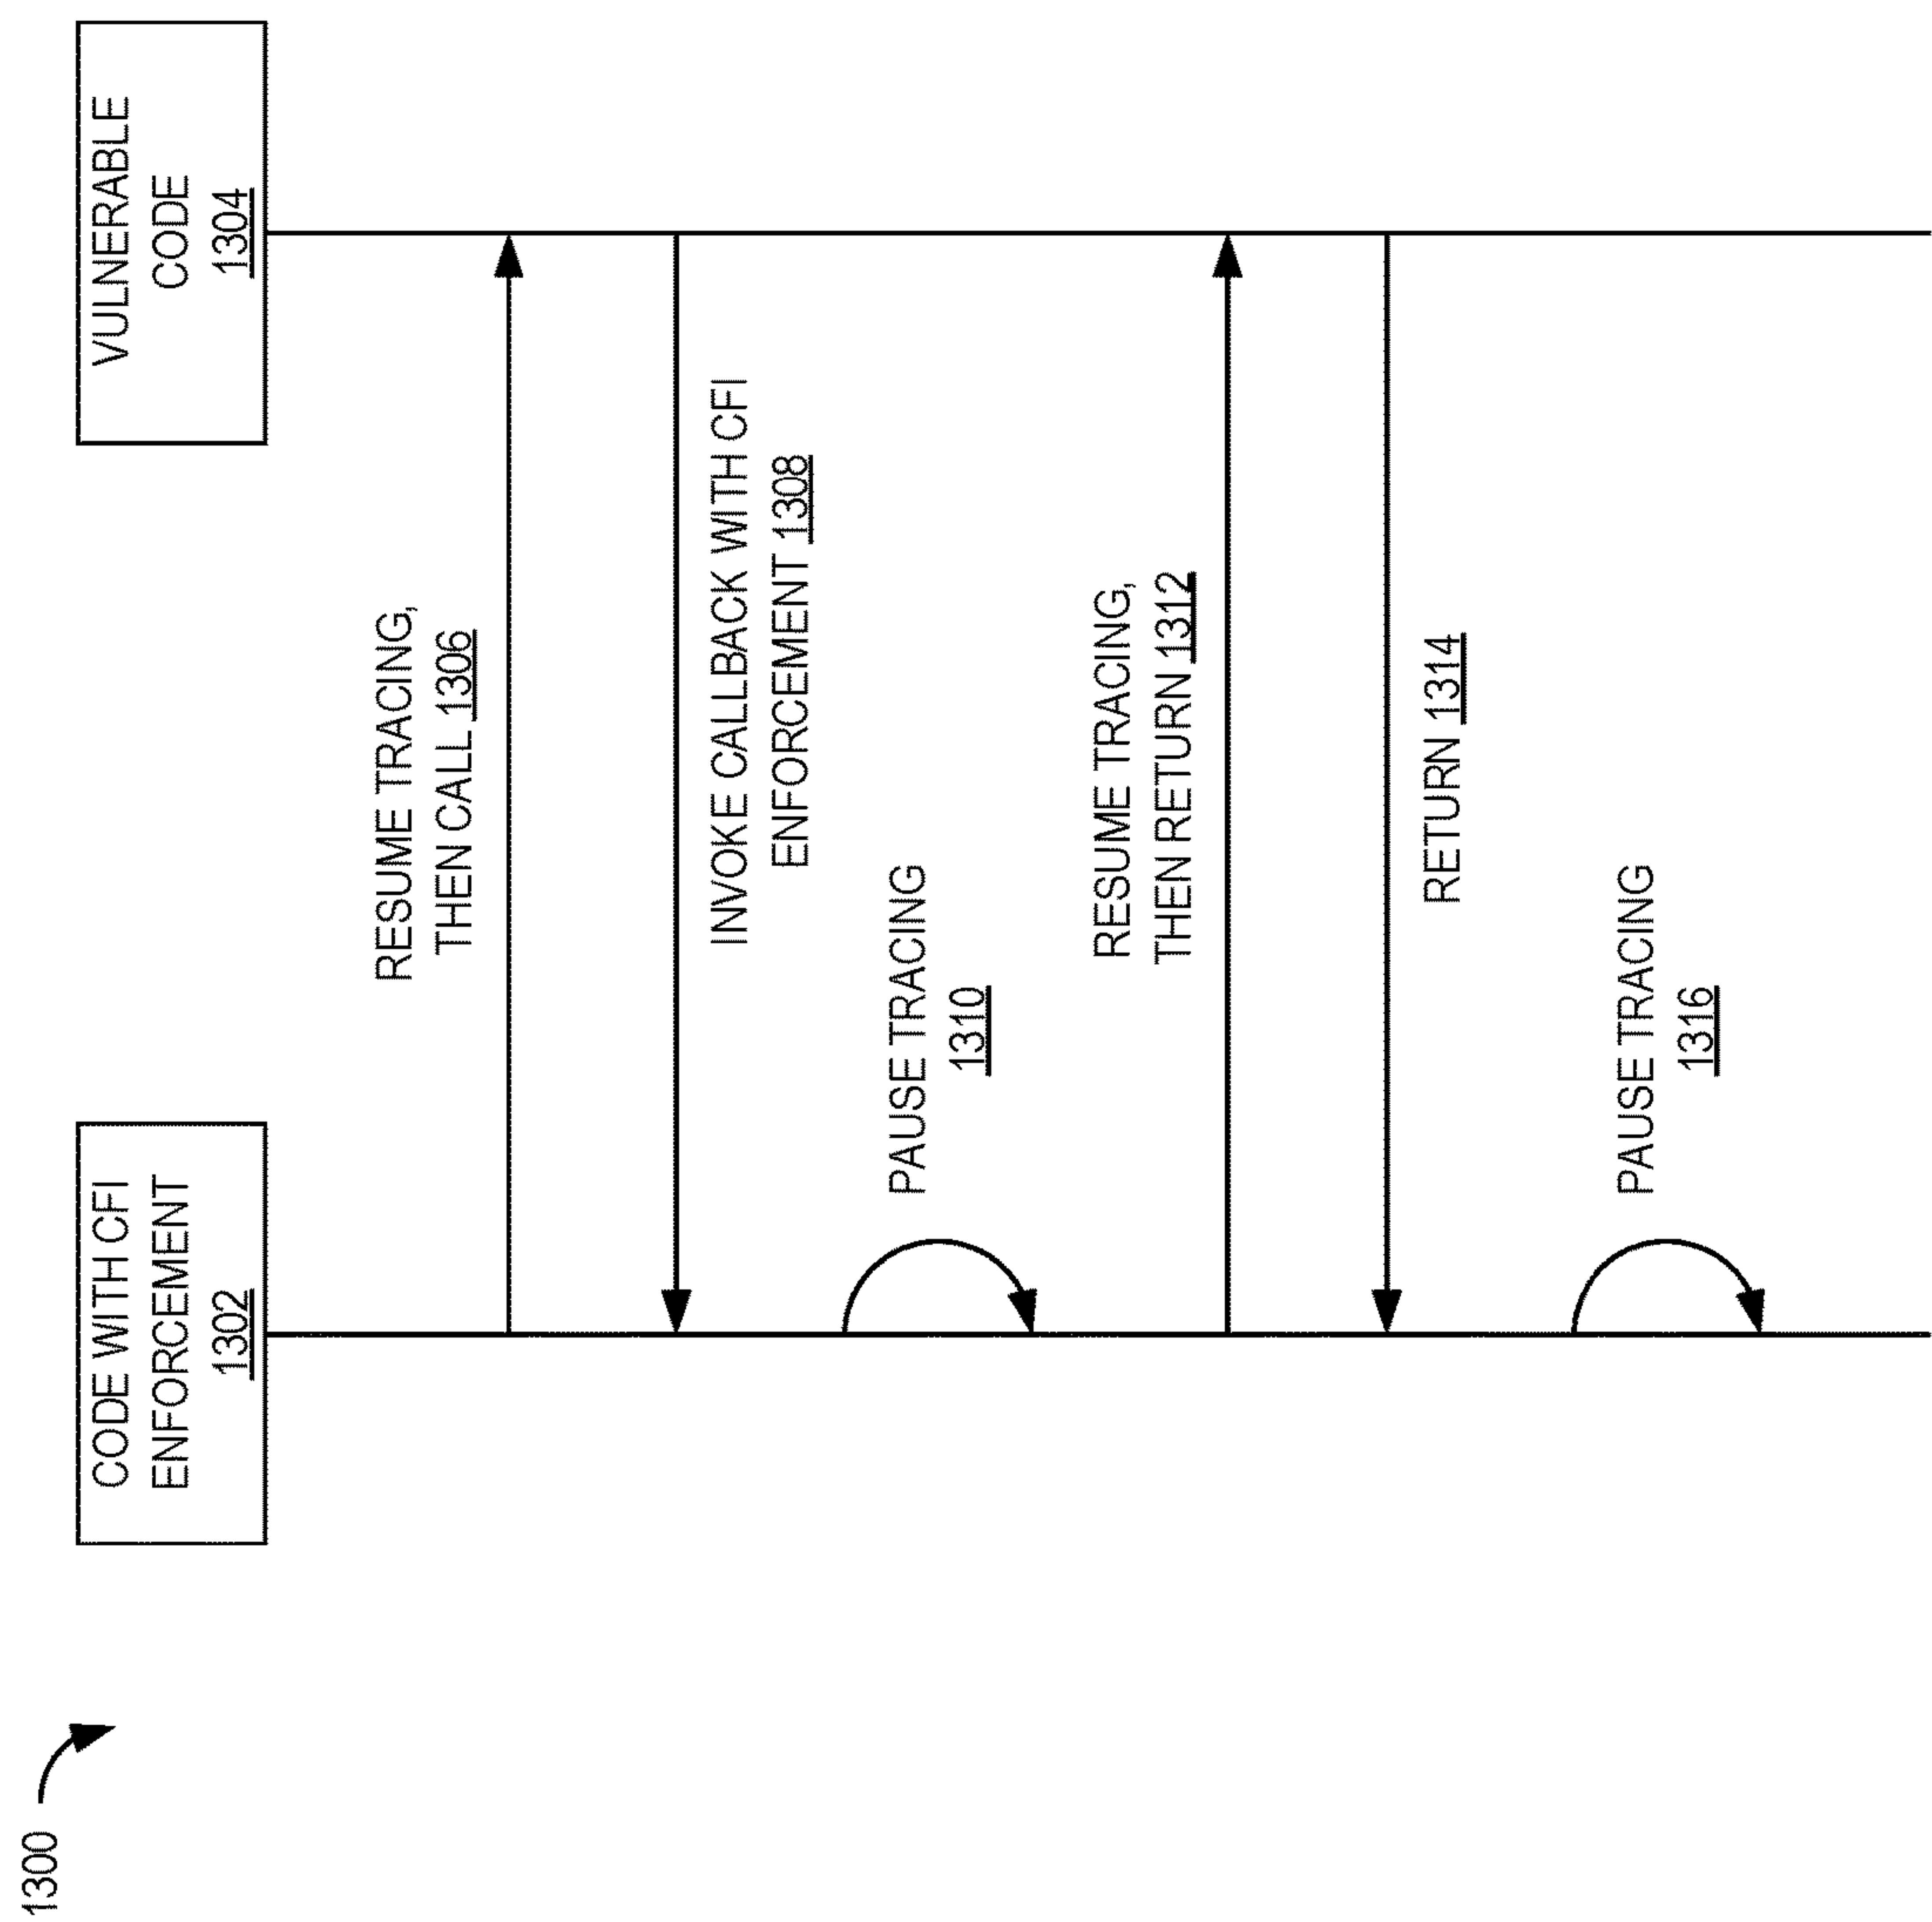 1300
CODE WITH CFI
ENFORCEMENT
1302
VULNERABLE
CODE
1304
RESUME TRACING,
THEN CALL 1306
INVOKE CALLBACK WITH CFI
ENFORCEMENT 1308
PAUSE TRACING
1310
RESUME TRACING,
THEN RETURN 1312
RETURN 1314
PAUSE TRACING
1316